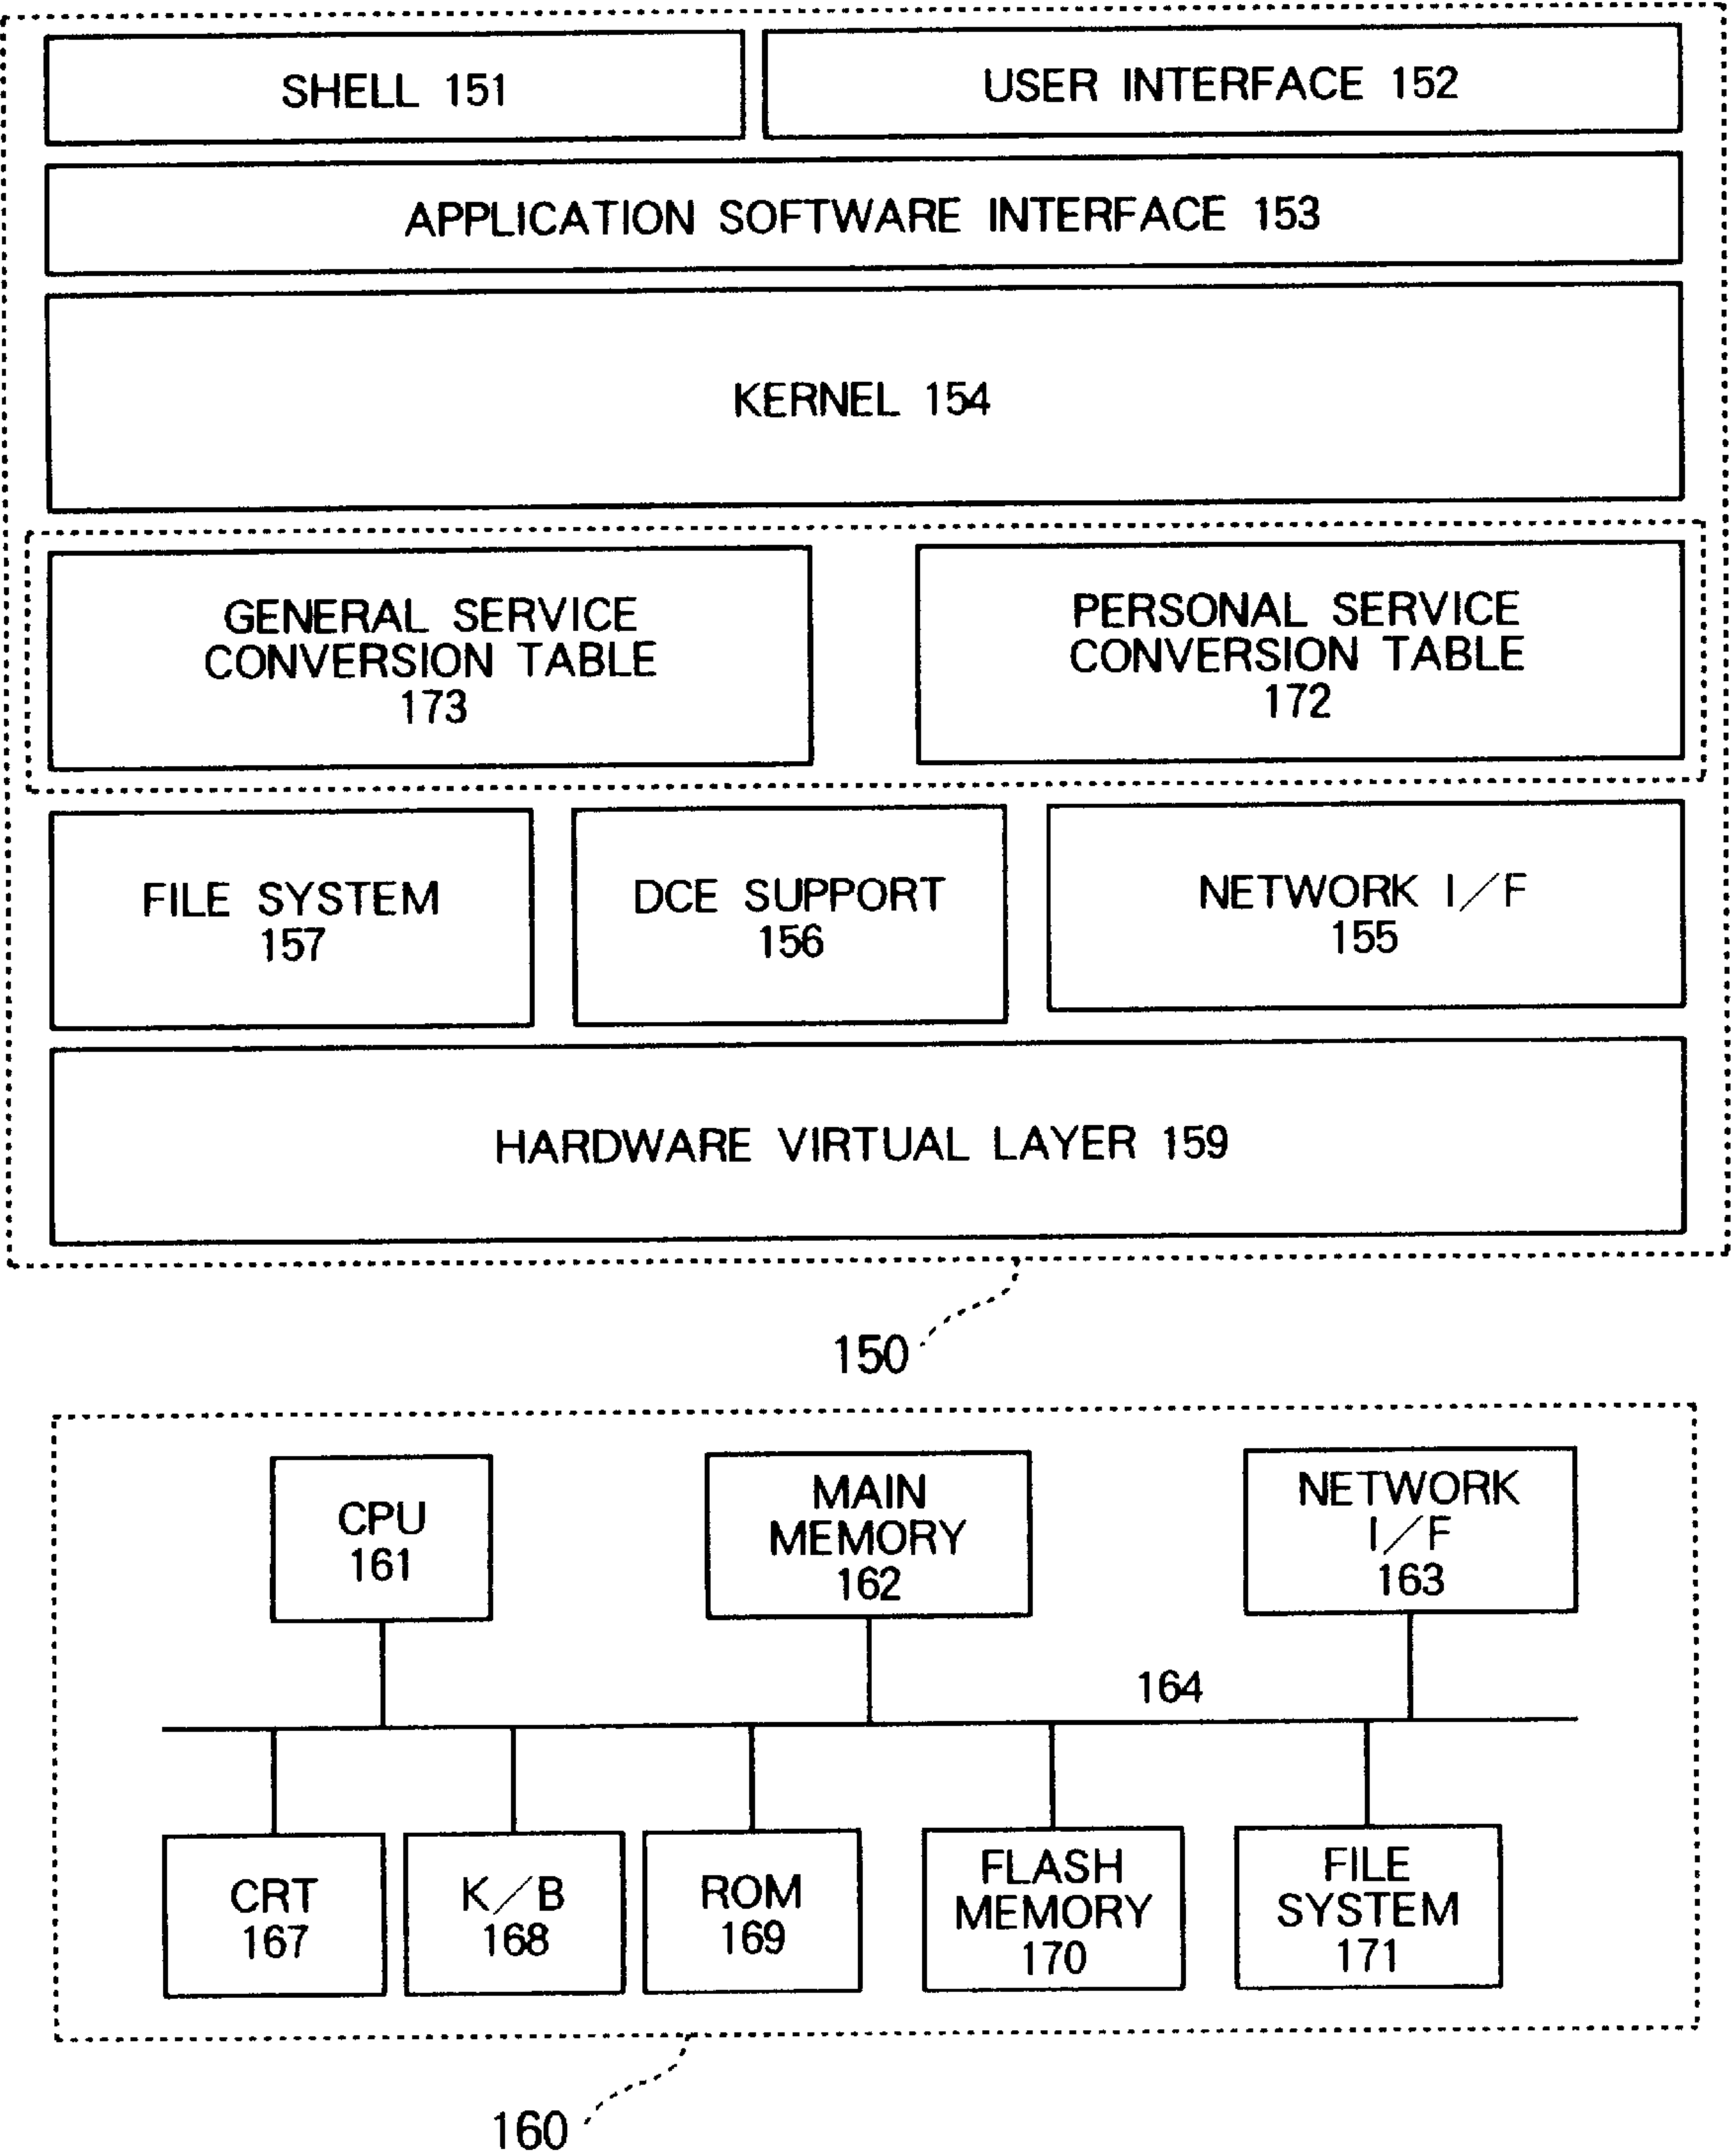 SHELL 151
USER INTERFACE 152
APPLICATION SOFTWARE INTERFACE 153
KERNEL 154
GENERAL SERVICE
CONVERSION TABLE
173
PERSONAL SERVICE
CONVERSION TABLE
172
FILE SYSTEM
157
DCE SUPPORT
156
NETWORK I/F
155
HARDWARE VIRTUAL LAYER 159
150
CPU
161
MAIN
MEMORY
162
NETWORK
I/F
163
164
CRT
167
K/B
168
ROM
169
FLASH
MEMORY
170
FILE
SYSTEM
171
160